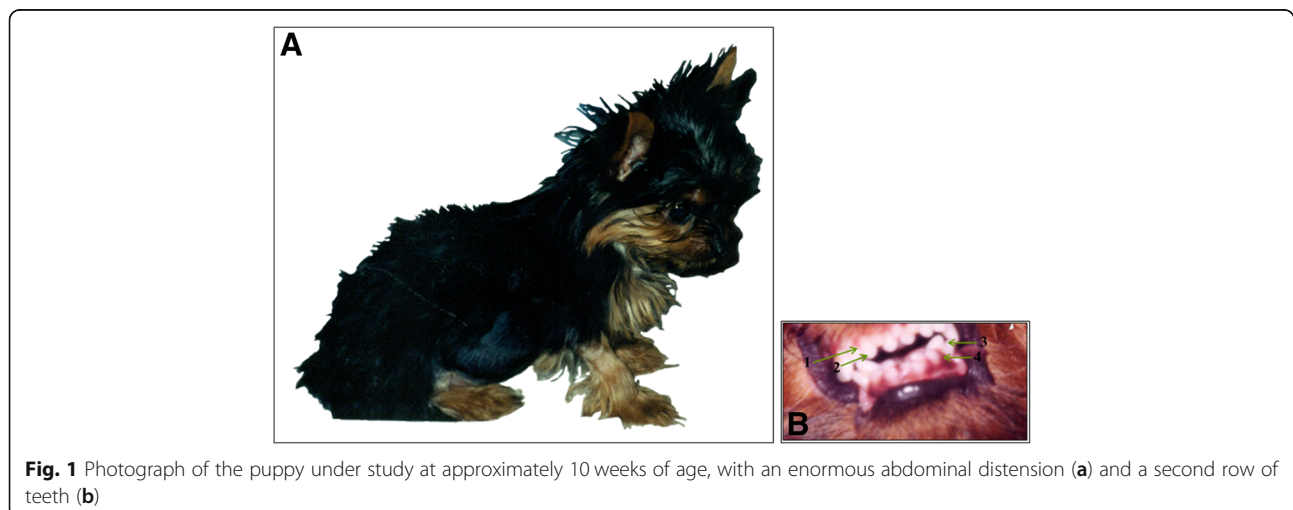 A
1
2
3
4
B
Fig. 1 Photograph of the puppy under study at approximately 10 weeks of age, with an enormous abdominal distension (a) and a second row of
teeth (b)